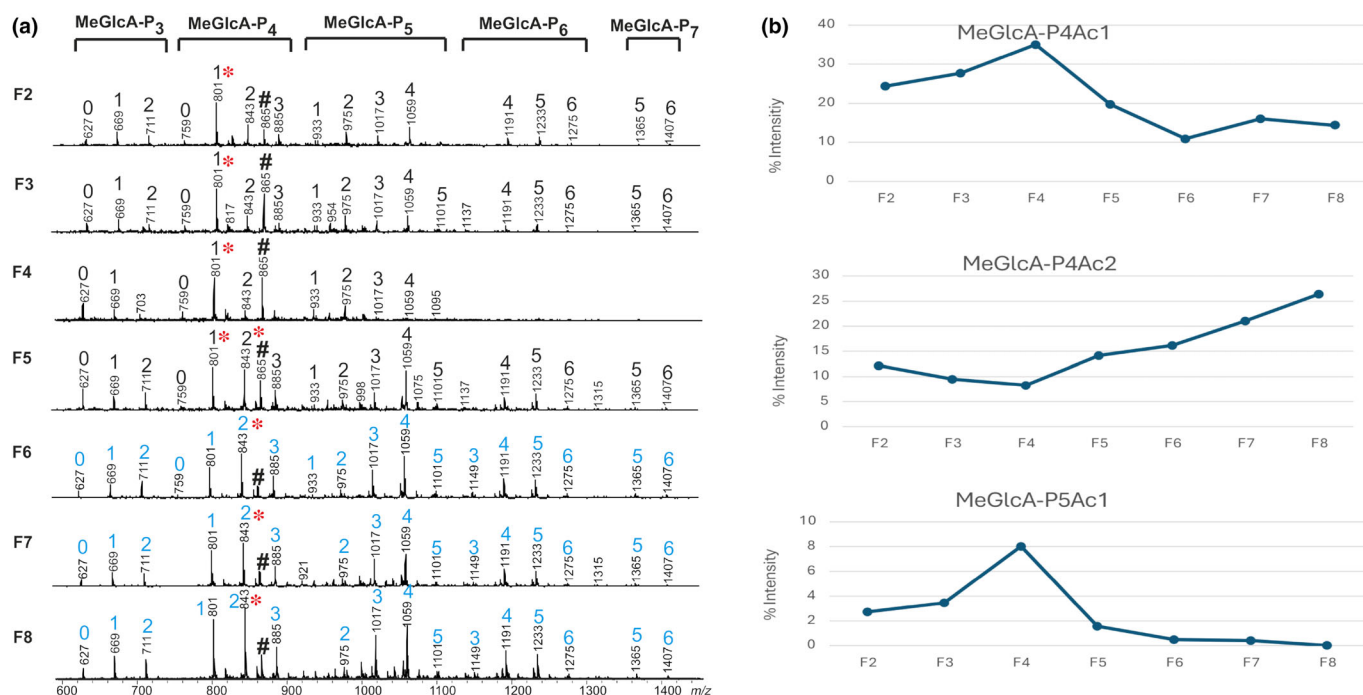 (a)
MeGlcA-P3 MeGlcA-P4 MeGlcA-P5 MeGlcA-P6 MeGlcA-P7
F2
0 1 2 0 1* 2 # 3 1 2 3 4 4 5 6 5 6
627 669 711 759 801 843 865 885 933 975 1017 1059 1191 1233 1275 1365 1407
F3
0 1 2 0 1* 2 # 3 1 2 3 4 5 4 5 6 5 6
627 669 711 759 801 817 843 865 885 933 954 975 1017 1059 1101 1137 1191 1233 1275 1365 1407
F4
0 1 0 1* 2 # 1 2 3 4
627 669 703 759 801 843 865 933 975 1017 1059 1095
F5
0 1 2 0 1* 2 * # 3 1 2 3 4 5 4 5 6 5 6
627 669 711 759 801 843 865 885 933 975 998 1017 1059 1075 1101 1137 1191 1233 1275 1315 1365 1407
F6
0 1 2 0 1 2 * # 3 1 2 3 4 5 3 4 5 6 5 6
627 669 711 759 801 843 885 933 975 1017 1059 1101 1149 1191 1233 1275 1365 1407
F7
0 1 2 1 2 * # 3 2 3 4 5 3 4 5 6 5 6
627 669 711 801 843 885 921 975 1017 1059 1101 1149 1191 1233 1275 1315 1365 1407
F8
0 1 2 1 2 * # 3 2 3 4 5 3 4 5 6 5 6
627 669 711 801 843 885 975 1017 1059 1101 1149 1191 1233 1275 1365 1407
600 700 800 900 1000 1100 1200 1300 1400 m/z
(b)
MeGlcA-P4Ac1
% Intensitiy
40
30
20
10
0
F2 F3 F4 F5 F6 F7 F8
MeGlcA-P4Ac2
% Intensity
30
25
20
15
10
5
0
F2 F3 F4 F5 F6 F7 F8
MeGlcA-P5Ac1
% Intensity
10
8
6
4
2
0
F2 F3 F4 F5 F6 F7 F8